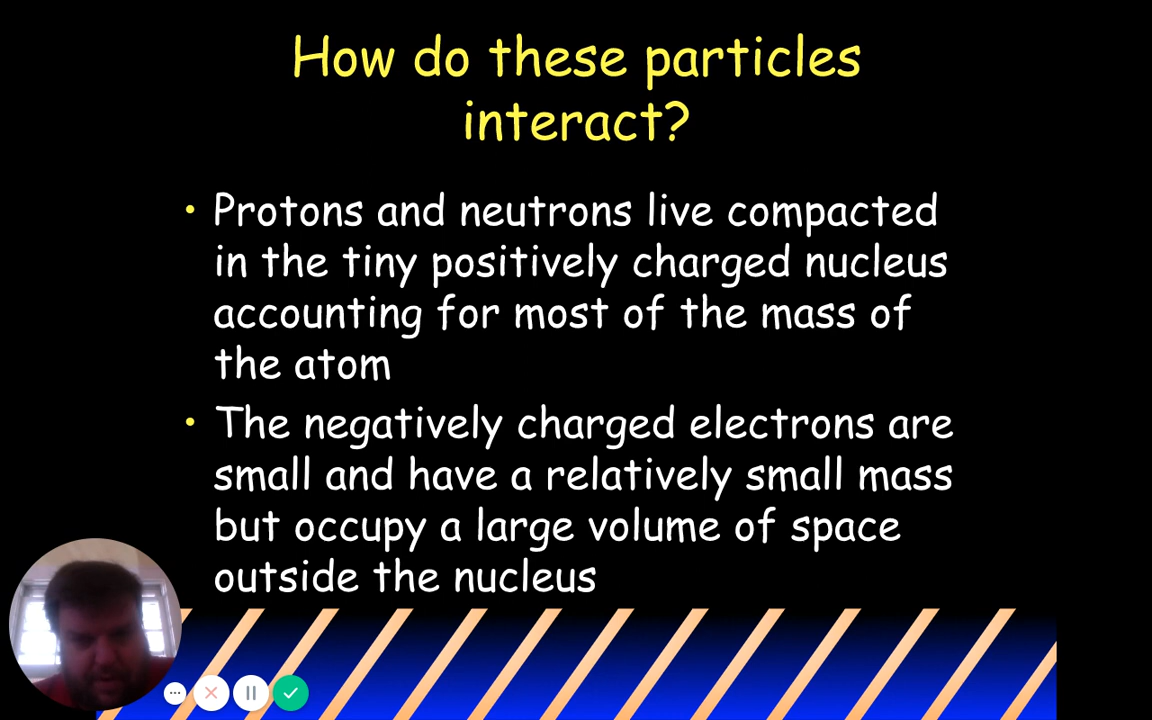 How do these particles
interact?
• Protons and neutrons live compacted
in the tiny positively charged nucleus
accounting for most of the mass of
the atom
• The negatively charged electrons are
small and have a relatively small mass
but occupy a large volume of space
outside the nucleus